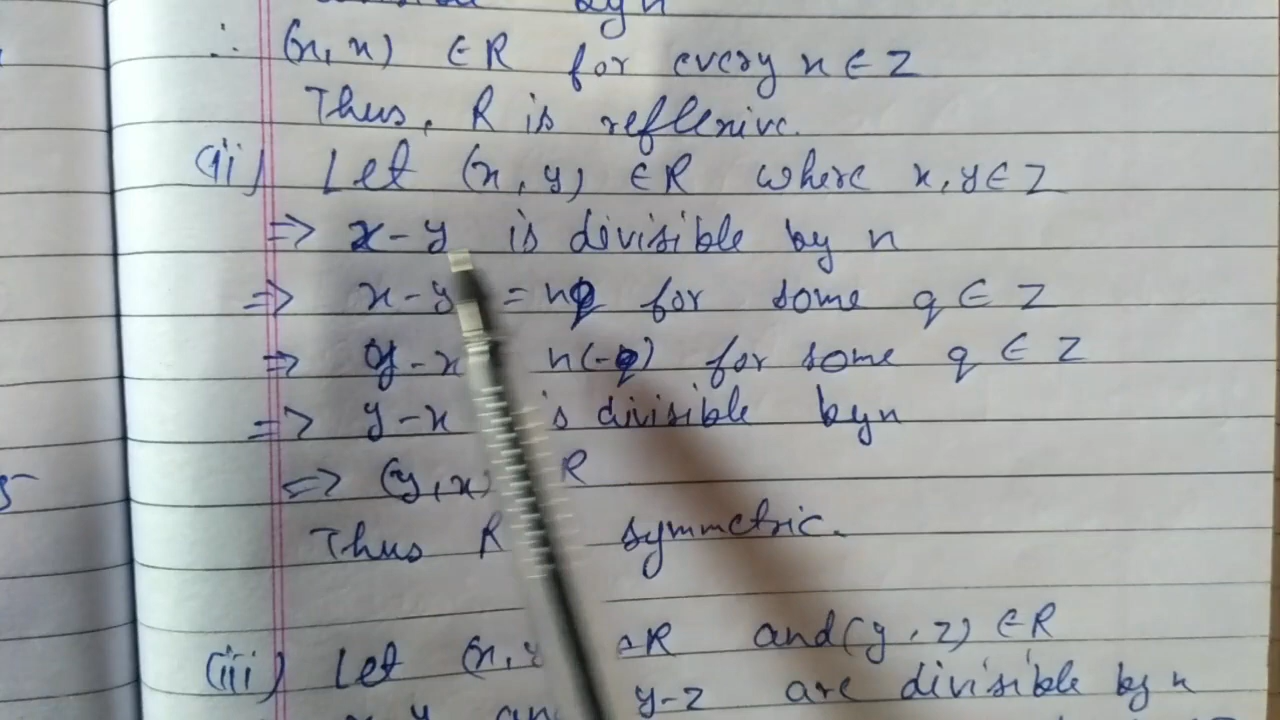 by n
∴ (x, x) ∈ R for every x ∈ Z
Thus, R is reflexive.
(ii) Let (x, y) ∈ R where x, y ∈ Z
=> x - y is divisible by n
=> x - y = nq for some q ∈ Z
=> y - x n(-q) for some q ∈ Z
=> y - x is divisible by n
=> (y, x) R
Thus R symmetric.
(iii) Let (x, y ∈ R and (y, z) ∈ R
y - z are divisible by n